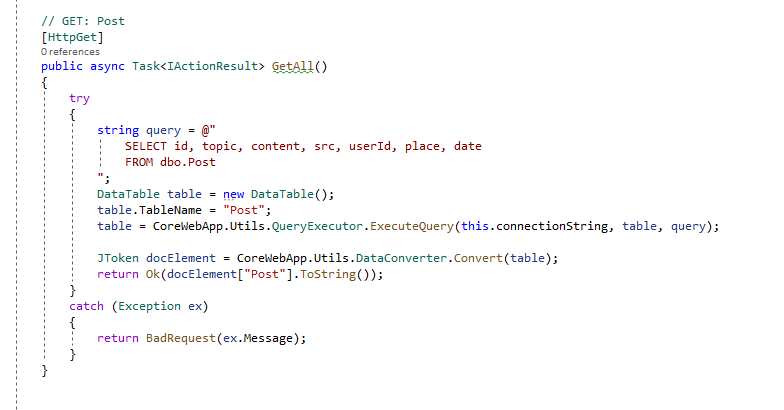 // GET: Post
[HttpGet]
0 references
public async Task<IActionResult> GetAll()
{
try
{
string query = @"
SELECT id, topic, content, src, userId, place, date
FROM dbo.Post
";
DataTable table = new DataTable();
table.TableName = "Post";
table = CoreWebApp.Utils.QueryExecutor.ExecuteQuery(this.connectionString, table, query);
JToken docElement = CoreWebApp.Utils.DataConverter.Convert(table);
return Ok(docElement["Post"].ToString());
}
catch (Exception ex)
{
return BadRequest(ex.Message);
}
}